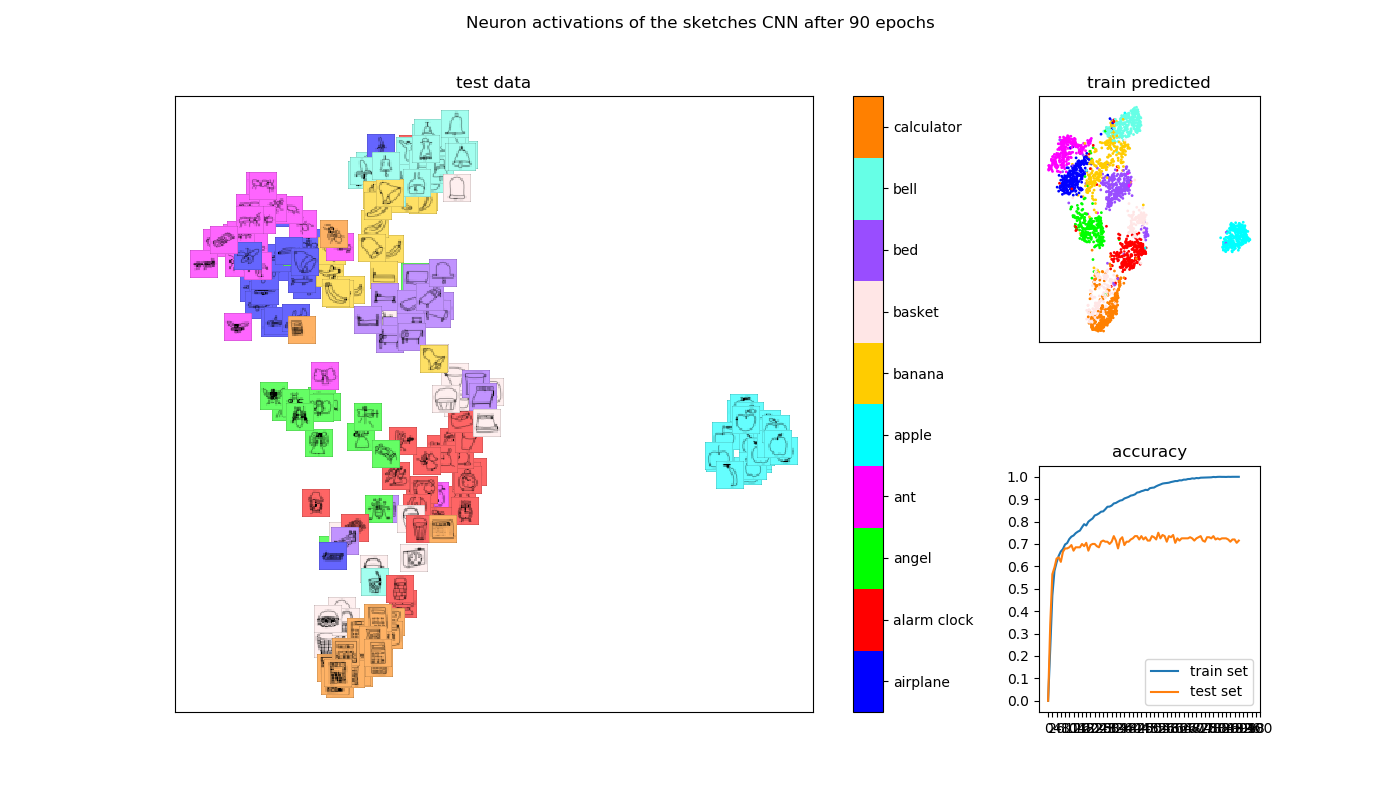 Neuron activations of the sketches CNN after 90 epochs
test data
calculator
bell
bed
basket
banana
apple
ant
angel
alarm clock
airplane
train predicted
accuracy
1.0
0.9
0.8
0.7
0.6
0.5
0.4
0.3
0.2
0.1
0.0
train set
test set